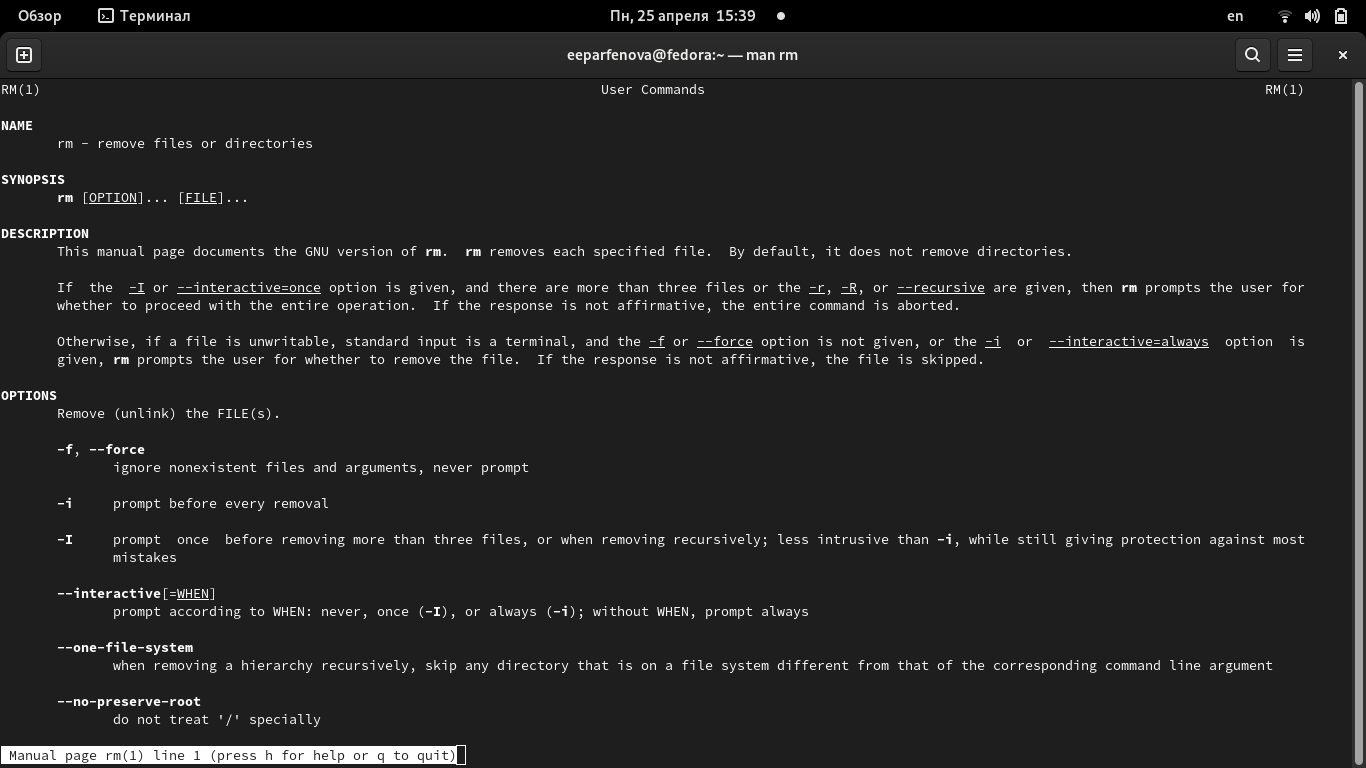 Обзор Терминал Пн, 25 апреля 15:39 en
eeparfenova@fedora:~ — man rm
RM(1) User Commands RM(1)
NAME
rm - remove files or directories
SYNOPSIS
rm [OPTION]... [FILE]...
DESCRIPTION
This manual page documents the GNU version of rm. rm removes each specified file. By default, it does not remove directories.
If the -I or --interactive=once option is given, and there are more than three files or the -r, -R, or --recursive are given, then rm prompts the user for
whether to proceed with the entire operation. If the response is not affirmative, the entire command is aborted.
Otherwise, if a file is unwritable, standard input is a terminal, and the -f or --force option is not given, or the -i or --interactive=always option is
given, rm prompts the user for whether to remove the file. If the response is not affirmative, the file is skipped.
OPTIONS
Remove (unlink) the FILE(s).
-f, --force
ignore nonexistent files and arguments, never prompt
-i prompt before every removal
-I prompt once before removing more than three files, or when removing recursively; less intrusive than -i, while still giving protection against most
mistakes
--interactive[=WHEN]
prompt according to WHEN: never, once (-I), or always (-i); without WHEN, prompt always
--one-file-system
when removing a hierarchy recursively, skip any directory that is on a file system different from that of the corresponding command line argument
--no-preserve-root
do not treat '/' specially
Manual page rm(1) line 1 (press h for help or q to quit)